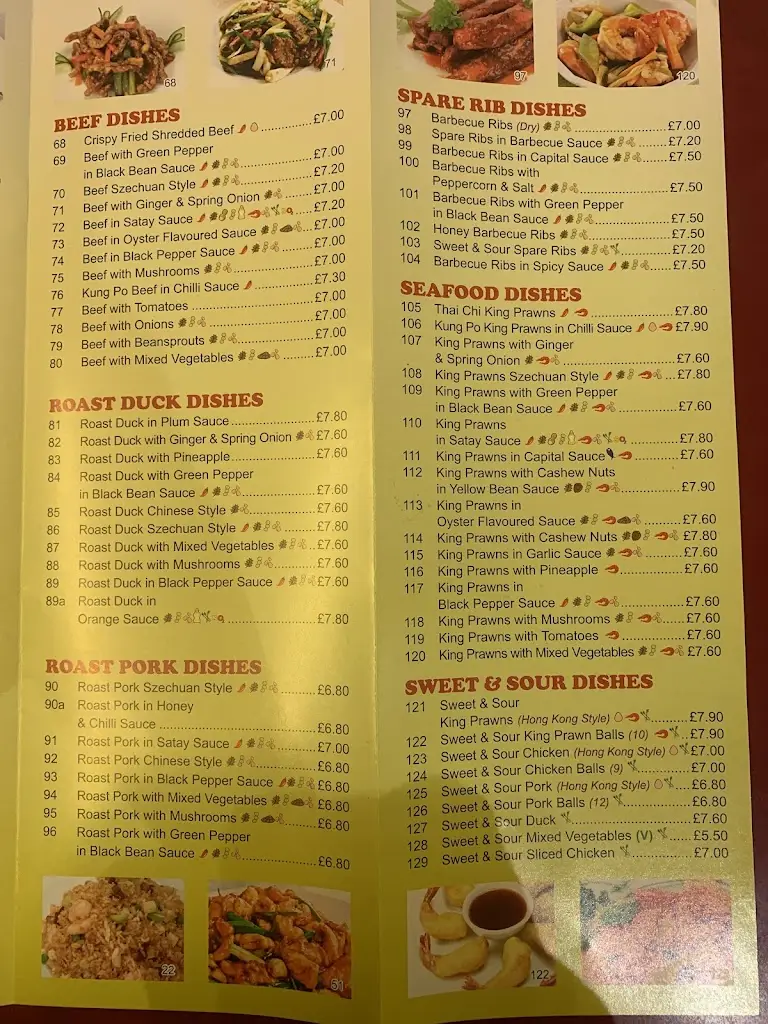 68
71
BEEF DISHES
68 Crispy Fried Shredded Beef ..............£7.00
69 Beef with Green Pepper
in Black Bean Sauce ..............£7.00
70 Beef Szechuan Style ..............£7.20
71 Beef with Ginger & Spring Onion ..............£7.00
72 Beef in Satay Sauce ..............£7.20
73 Beef in Oyster Flavoured Sauce ..............£7.00
74 Beef in Black Pepper Sauce ..............£7.00
75 Beef with Mushrooms ..............£7.00
76 Kung Po Beef in Chilli Sauce ..............£7.30
77 Beef with Tomatoes ..............£7.00
78 Beef with Onions ..............£7.00
79 Beef with Beansprouts ..............£7.00
80 Beef with Mixed Vegetables ..............£7.00
ROAST DUCK DISHES
81 Roast Duck in Plum Sauce ..............£7.80
82 Roast Duck with Ginger & Spring Onion £7.60
83 Roast Duck with Pineapple ..............£7.60
84 Roast Duck with Green Pepper
in Black Bean Sauce ..............£7.60
85 Roast Duck Chinese Style ..............£7.60
86 Roast Duck Szechuan Style ..............£7.80
87 Roast Duck with Mixed Vegetables ..£7.60
88 Roast Duck with Mushrooms ..............£7.60
89 Roast Duck in Black Pepper Sauce £7.60
89a Roast Duck in
Orange Sauce ..............£7.80
ROAST PORK DISHES
90 Roast Pork Szechuan Style ..............£6.80
90a Roast Pork in Honey
& Chilli Sauce ..............£6.80
91 Roast Pork in Satay Sauce ..............£7.00
92 Roast Pork Chinese Style ..............£6.80
93 Roast Pork in Black Pepper Sauce £6.80
94 Roast Pork with Mixed Vegetables £6.80
95 Roast Pork with Mushrooms ..............£6.80
96 Roast Pork with Green Pepper
in Black Bean Sauce ..............£6.80
22
51
97
120
SPARE RIB DISHES
97 Barbecue Ribs (Dry) ..............£7.00
98 Spare Ribs in Barbecue Sauce ..............£7.20
99 Barbecue Ribs in Capital Sauce ..............£7.50
100 Barbecue Ribs with
Peppercorn & Salt ..............£7.50
101 Barbecue Ribs with Green Pepper
in Black Bean Sauce ..............£7.50
102 Honey Barbecue Ribs ..............£7.50
103 Sweet & Sour Spare Ribs ..............£7.20
104 Barbecue Ribs in Spicy Sauce ......£7.50
SEAFOOD DISHES
105 Thai Chi King Prawns ..............£7.80
106 Kung Po King Prawns in Chilli Sauce £7.90
107 King Prawns with Ginger
& Spring Onion ..............£7.60
108 King Prawns Szechuan Style ...£7.80
109 King Prawns with Green Pepper
in Black Bean Sauce ..............£7.60
110 King Prawns
in Satay Sauce ..............£7.80
111 King Prawns in Capital Sauce ..............£7.60
112 King Prawns with Cashew Nuts
in Yellow Bean Sauce ..............£7.90
113 King Prawns in
Oyster Flavoured Sauce ..............£7.60
114 King Prawns with Cashew Nuts £7.80
115 King Prawns in Garlic Sauce ......£7.60
116 King Prawns with Pineapple ..............£7.60
117 King Prawns in
Black Pepper Sauce ..............£7.60
118 King Prawns with Mushrooms ...£7.60
119 King Prawns with Tomatoes ..............£7.60
120 King Prawns with Mixed Vegetables £7.60
SWEET & SOUR DISHES
121 Sweet & Sour
King Prawns (Hong Kong Style) .........£7.90
122 Sweet & Sour King Prawn Balls (10) ..£7.90
123 Sweet & Sour Chicken (Hong Kong Style) £7.00
124 Sweet & Sour Chicken Balls (9) ..............£7.00
125 Sweet & Sour Pork (Hong Kong Style) ...£6.80
126 Sweet & Sour Pork Balls (12) ..............£6.80
127 Sweet & Sour Duck ..............£7.60
128 Sweet & Sour Mixed Vegetables (V) .....£5.50
129 Sweet & Sour Sliced Chicken ..............£7.00
122